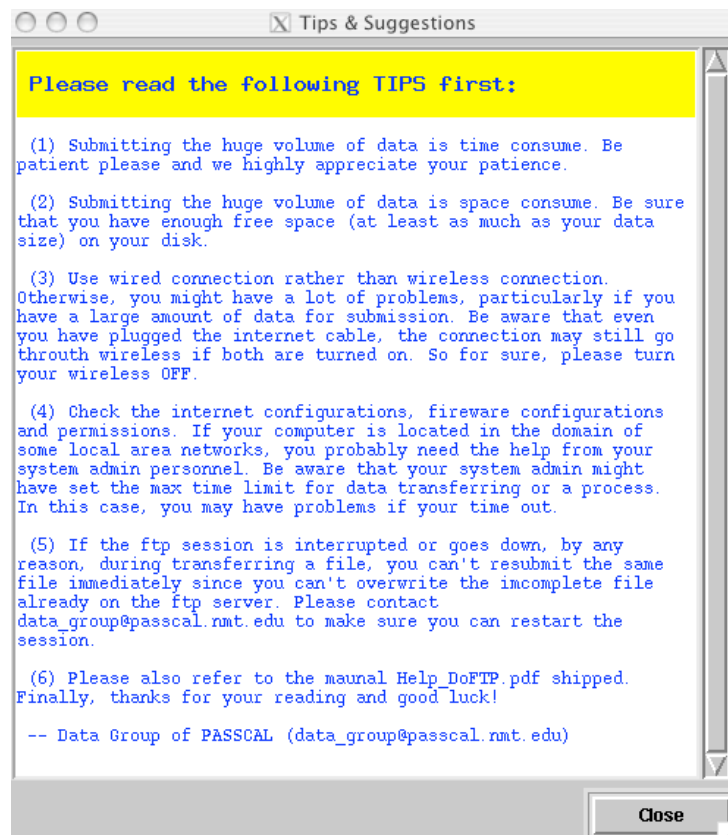 Tips & Suggestions
Please read the following TIPS first:
(1) Submitting the huge volume of data is time consume. Be
patient please and we highly appreciate your patience.
(2) Submitting the huge volume of data is space consume. Be sure
that you have enough free space (at least as much as your data
size) on your disk.
(3) Use wired connection rather than wireless connection.
Otherwise, you might have a lot of problems, particularly if you
have a large amount of data for submission. Be aware that even
you have plugged the internet cable, the connection may still go
throuth wireless if both are turned on. So for sure, please turn
your wireless OFF.
(4) Check the internet configurations, fireware configurations
and permissions. If your computer is located in the domain of
some local area networks, you probably need the help from your
system admin personnel. Be aware that your system admin might
have set the max time limit for data transferring or a process.
In this case, you may have problems if your time out.
(5) If the ftp session is interrupted or goes down, by any
reason, during transferring a file, you can't resubmit the same
file immediately since you can't overwrite the imcomplete file
already on the ftp server. Please contact
data_group@passcal.nmt.edu to make sure you can restart the
session.
(6) Please also refer to the maunal Help_DoFTP.pdf shipped.
Finally, thanks for your reading and good luck!
-- Data Group of PASSCAL (data_group@passcal.nmt.edu)
Close